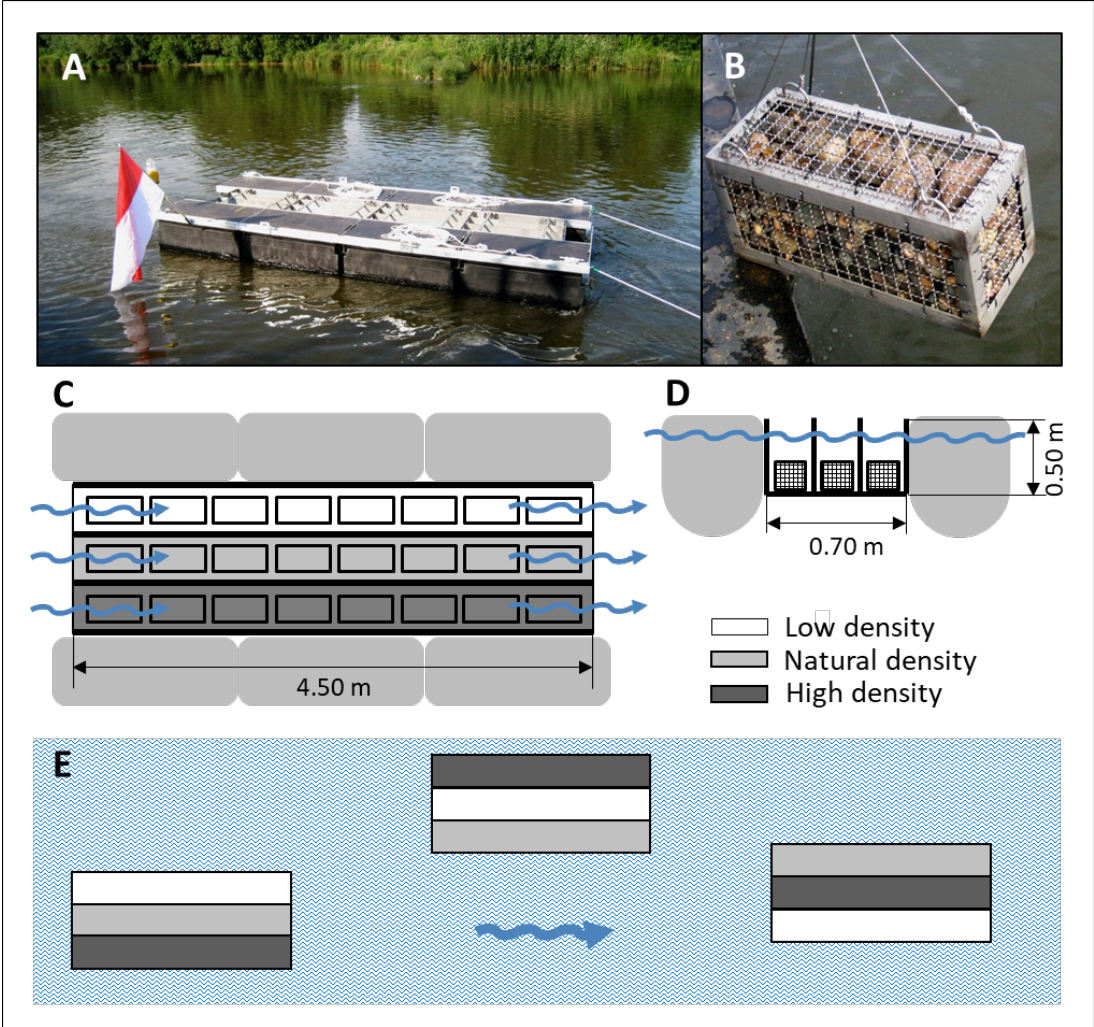 A
B
C
D
0.50 m
0.70 m
4.50 m
Low density
Natural density
High density
E